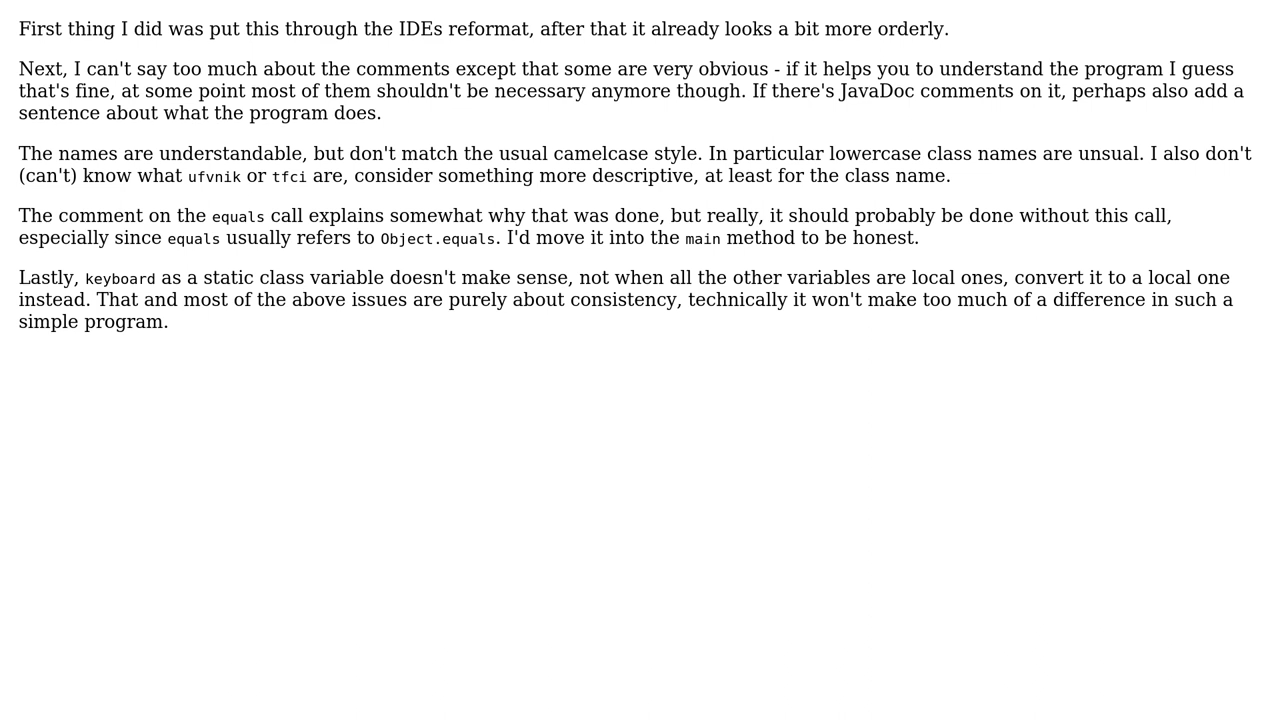 First thing I did was put this through the IDEs reformat, after that it already looks a bit more orderly.
Next, I can't say too much about the comments except that some are very obvious - if it helps you to understand the program I guess
that's fine, at some point most of them shouldn't be necessary anymore though. If there's JavaDoc comments on it, perhaps also add a
sentence about what the program does.
The names are understandable, but don't match the usual camelcase style. In particular lowercase class names are unsual. I also don't
(can't) know what ufvnik or tfci are, consider something more descriptive, at least for the class name.
The comment on the equals call explains somewhat why that was done, but really, it should probably be done without this call,
especially since equals usually refers to Object.equals. I'd move it into the main method to be honest.
Lastly, keyboard as a static class variable doesn't make sense, not when all the other variables are local ones, convert it to a local one
instead. That and most of the above issues are purely about consistency, technically it won't make too much of a difference in such a
simple program.